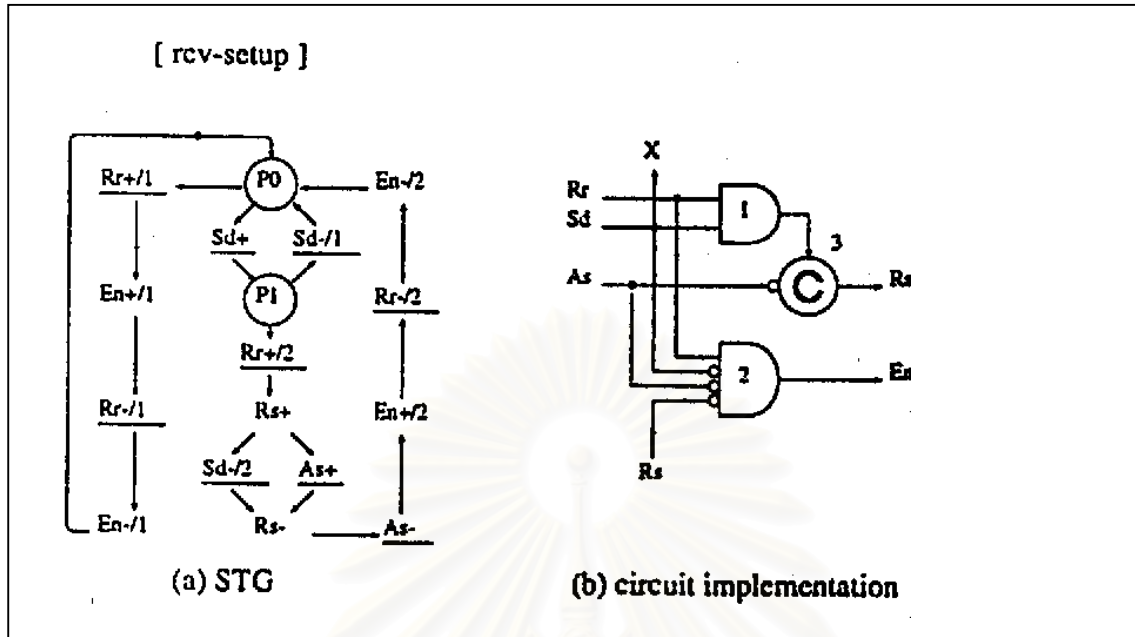 [ rcv-setup ]
P0
Rr+/1
En-/2
Sd+
Sd-/1
En+/1
P1
Rr-/2
Rr+/2
Rr-/1
Rs+
En+/2
Sd-/2
As+
En-/1
Rs-
As-
(a) STG
X
Rr
Sd
1
3
As
C
Rs
2
En
Rs
(b) circuit implementation